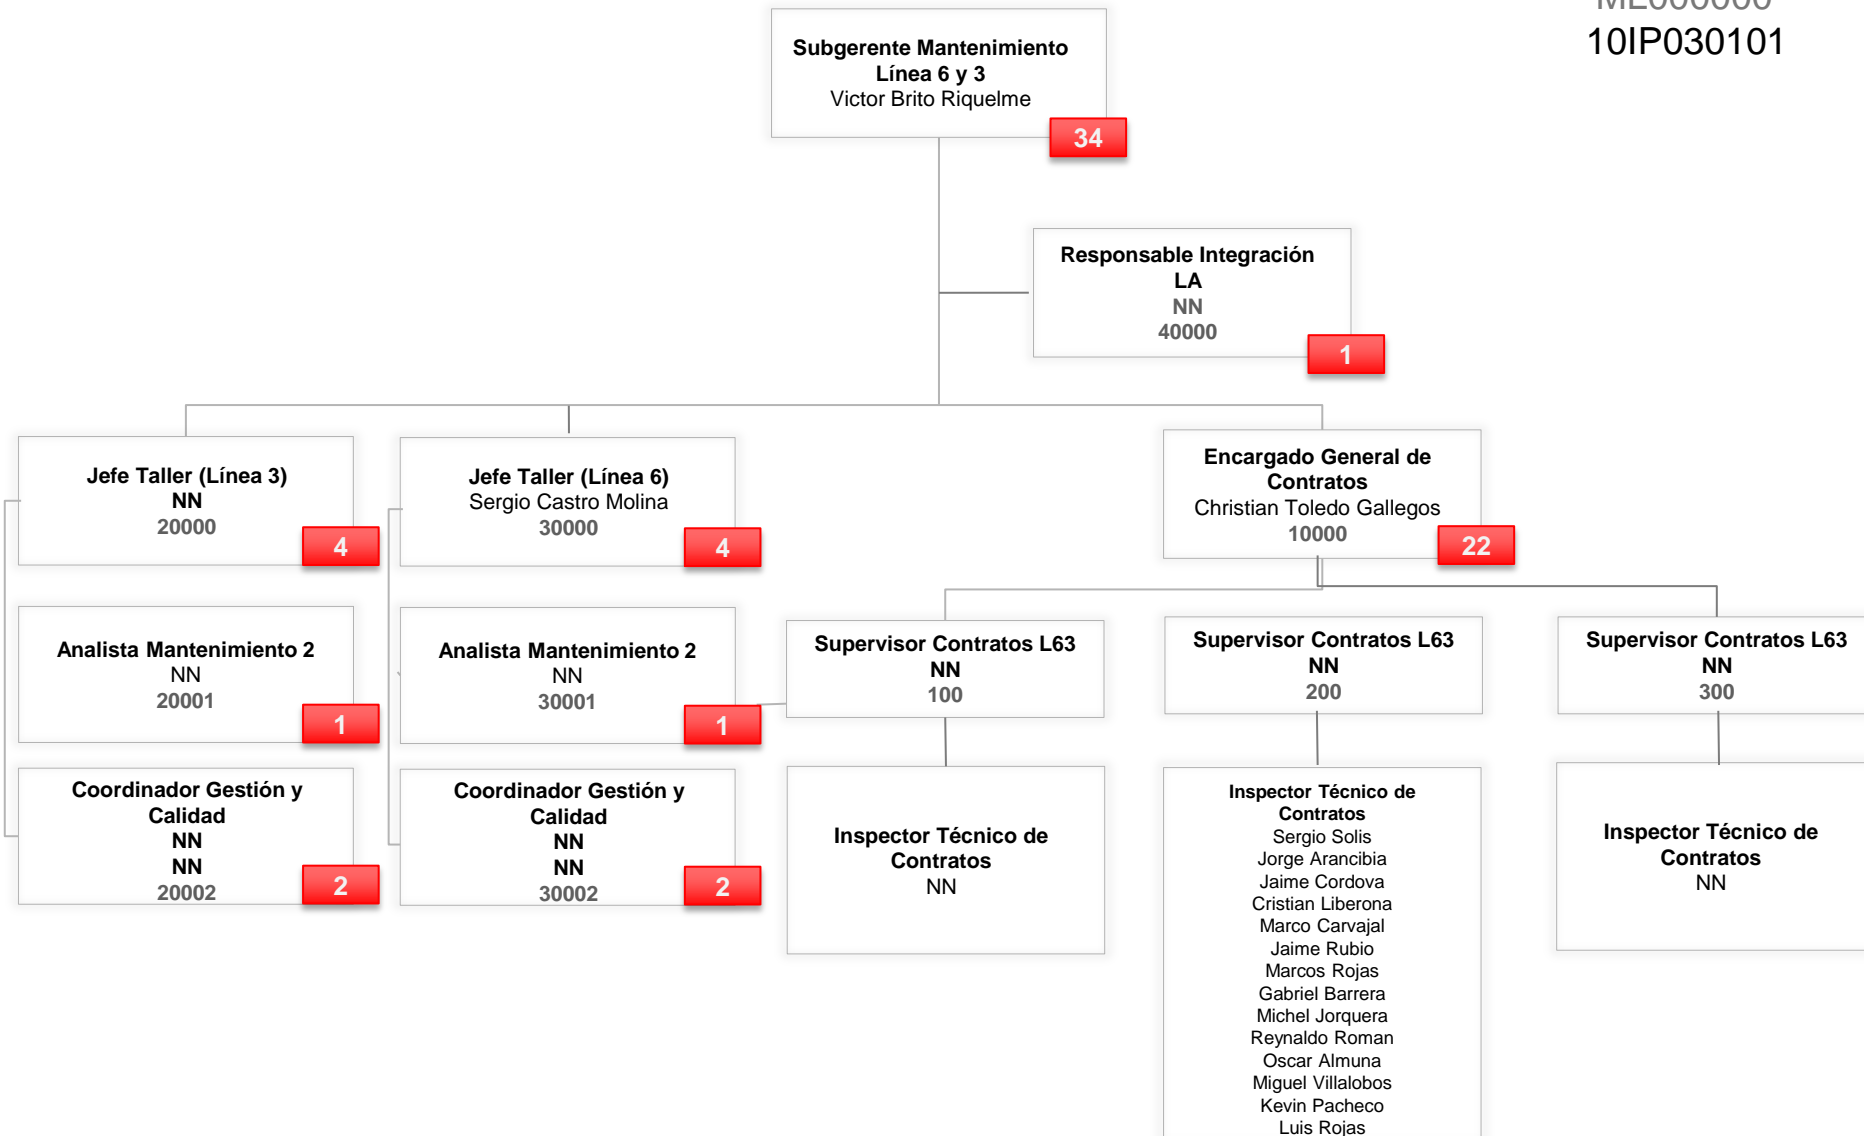 ML000000
10IP030101
Subgerente Mantenimiento
Línea 6 y 3
Victor Brito Riquelme
34
Responsable Integración
LA
NN
40000
1
Jefe Taller (Línea 3)
NN
20000
4
Jefe Taller (Línea 6)
Sergio Castro Molina
30000
4
Encargado General de
Contratos
Christian Toledo Gallegos
10000
22
Analista Mantenimiento 2
NN
20001
1
Analista Mantenimiento 2
NN
30001
1
Supervisor Contratos L63
NN
100
Supervisor Contratos L63
NN
200
Supervisor Contratos L63
NN
300
Coordinador Gestión y
Calidad
NN
NN
20002
2
Coordinador Gestión y
Calidad
NN
NN
30002
2
Inspector Técnico de
Contratos
NN
Inspector Técnico de
Contratos
Sergio Solis
Jorge Arancibia
Jaime Cordova
Cristian Liberona
Marco Carvajal
Jaime Rubio
Marcos Rojas
Gabriel Barrera
Michel Jorquera
Reynaldo Roman
Oscar Almuna
Miguel Villalobos
Kevin Pacheco
Luis Rojas
Inspector Técnico de
Contratos
NN